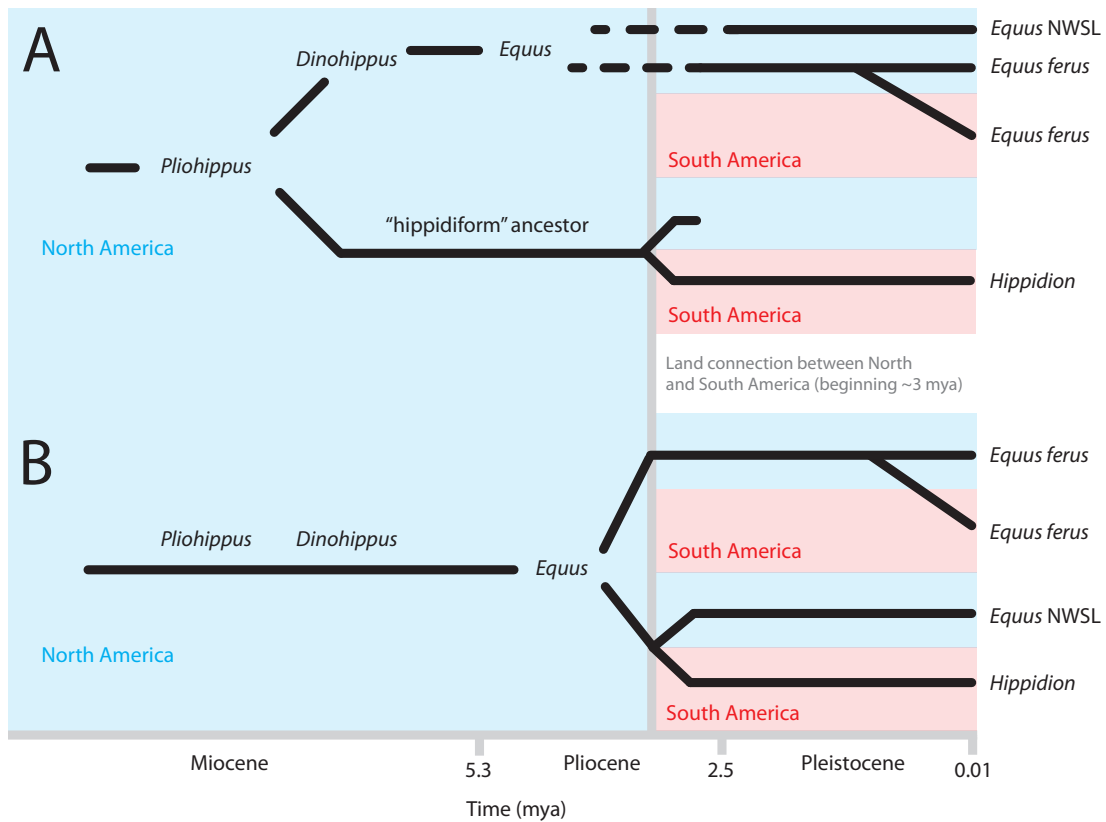 A
Equus NWSL
Dinohippus
Equus
Equus ferus
Equus ferus
South America
Pliohippus
"hippidiform" ancestor
North America
Hippidion
South America
Land connection between North
and South America (beginning ~3 mya)
B
Equus ferus
Pliohippus
Dinohippus
Equus ferus
South America
Equus
Equus NWSL
North America
Hippidion
South America
Miocene
5.3
Pliocene
2.5
Pleistocene
0.01
Time (mya)